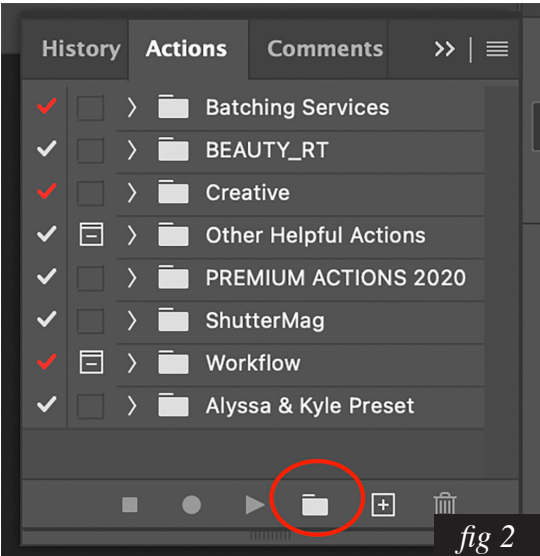 History Actions Comments
Batching Services
BEAUTY_RT
Creative
Other Helpful Actions
PREMIUM ACTIONS 2020
ShutterMag
Workflow
Alyssa & Kyle Preset
fig 2